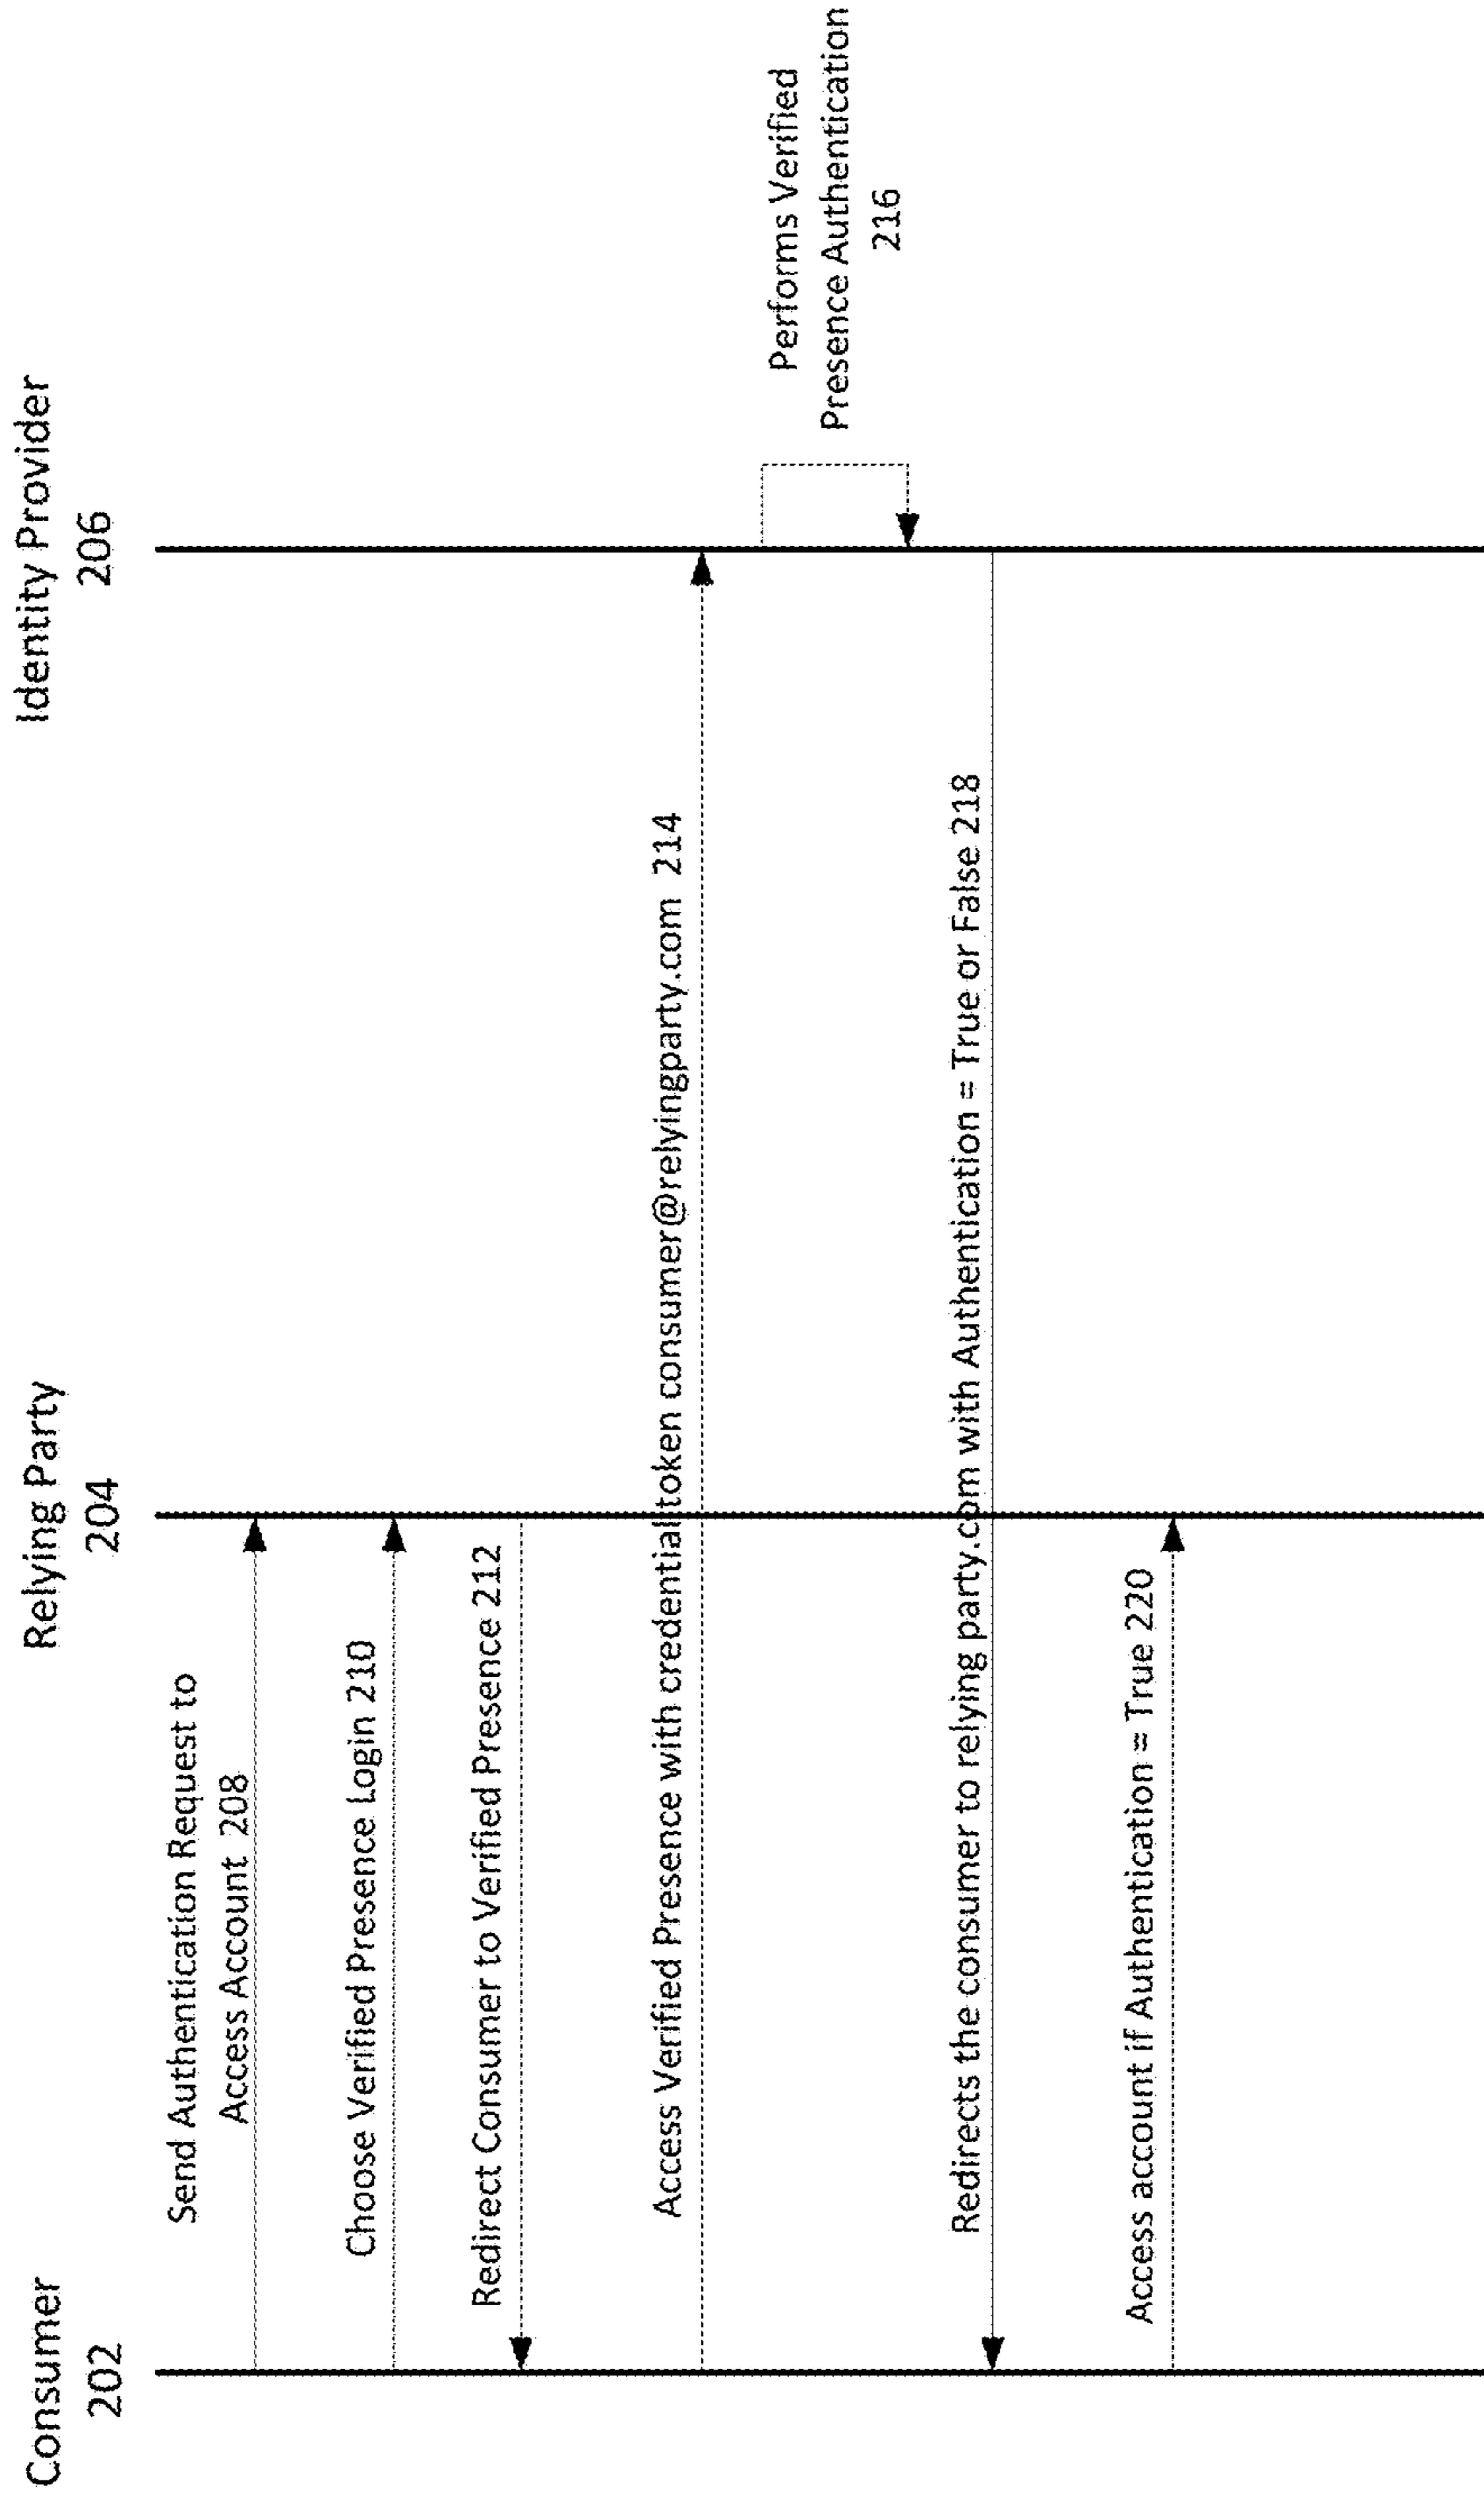 Consumer
202
Relying Party
204
Identity Provider
206
Send Authentication Request to
Access Account 208
Choose Verified Presence Login 210
Redirect Consumer to Verified Presence 212
Access Verified Presence with credential token consumer@relyingparty.com 214
Performs Verified
Presence Authentication
216
Redirects the consumer to relying party.com with Authentication = True or False 218
Access account if Authentication = True 220